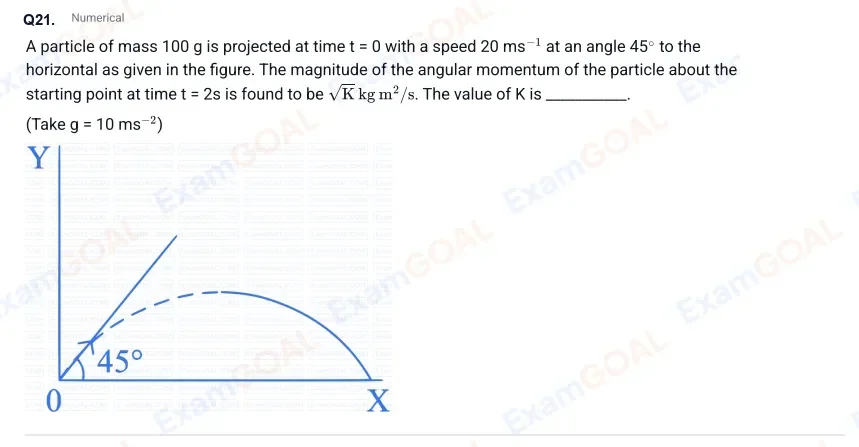 Q21. Numerical
A particle of mass 100 g is projected at time t = 0 with a speed 20 ms⁻¹ at an angle 45° to the
horizontal as given in the figure. The magnitude of the angular momentum of the particle about the
starting point at time t = 2s is found to be √K kg m²/s. The value of K is __________.
(Take g = 10 ms⁻²)
Y
45°
0
X
ExamGOAL